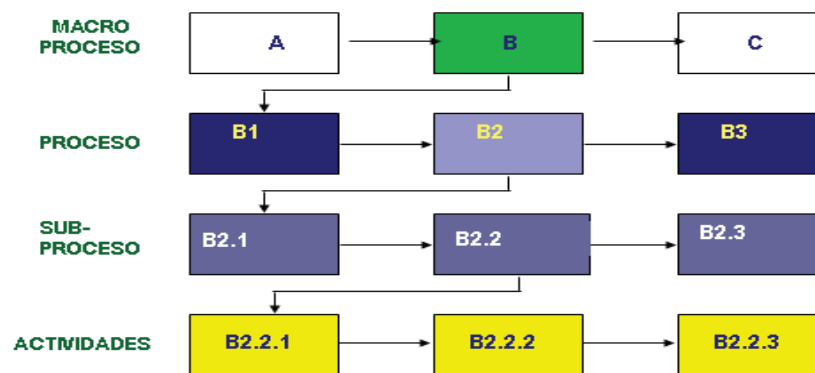 MACRO
PROCESO
A
B
C
PROCESO
B1
B2
B3
SUB-
PROCESO
B2.1
B2.2
B2.3
ACTIVIDADES
B2.2.1
B2.2.2
B2.2.3